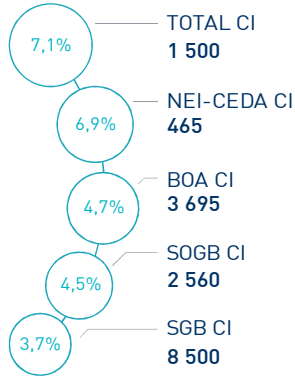 7,1%
TOTAL CI
1 500
6,9%
NEI-CEDA CI
465
4,7%
BOA CI
3 695
4,5%
SOGB CI
2 560
3,7%
SGB CI
8 500